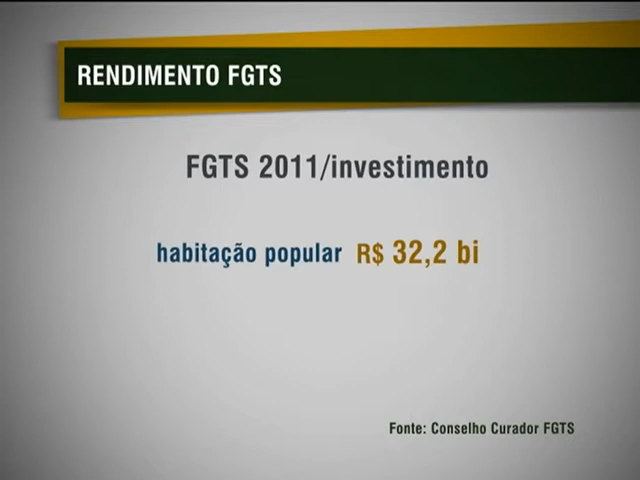 RENDIMENTO FGTS
FGTS 2011/investimento
habitação popular R$ 32,2 bi
Fonte: Conselho Curador FGTS